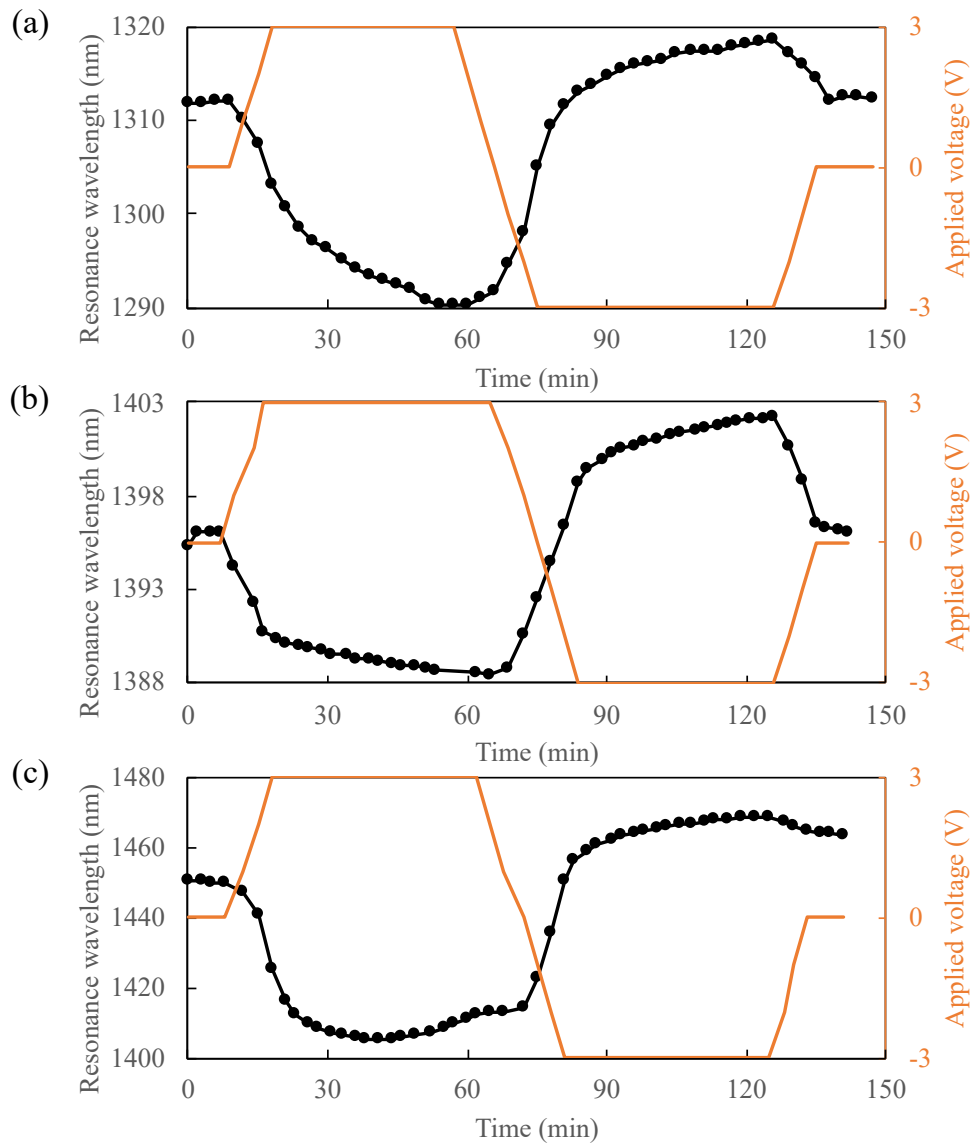 (a)
Resonance wavelength (nm)
1320
1310
1300
1290
3
0
-3
Applied voltage (V)
0 30 60 90 120 150
Time (min)
(b)
Resonance wavelength (nm)
1403
1398
1393
1388
3
0
-3
Applied voltage (V)
0 30 60 90 120 150
Time (min)
(c)
Resonance wavelength (nm)
1480
1460
1440
1420
1400
3
0
-3
Applied voltage (V)
0 30 60 90 120 150
Time (min)